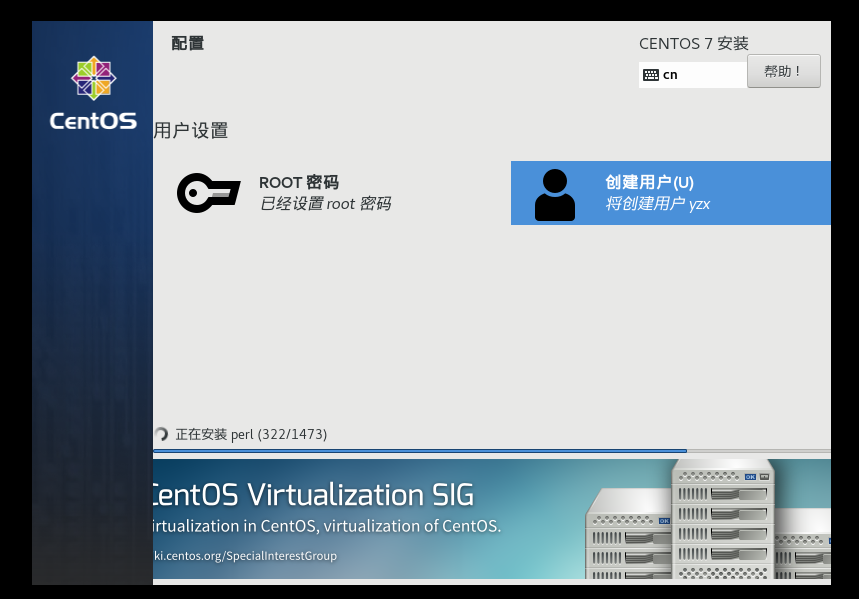 配置
CENTOS 7 安装
cn
帮助！
CentOS
用户设置
ROOT 密码
已经设置 root 密码
创建用户(U)
将创建用户 yzx
正在安装 perl (322/1473)
CentOS Virtualization SIG
irtualization in CentOS, virtualization of CentOS.
ki.centos.org/SpecialInterestGroup
OK
OK